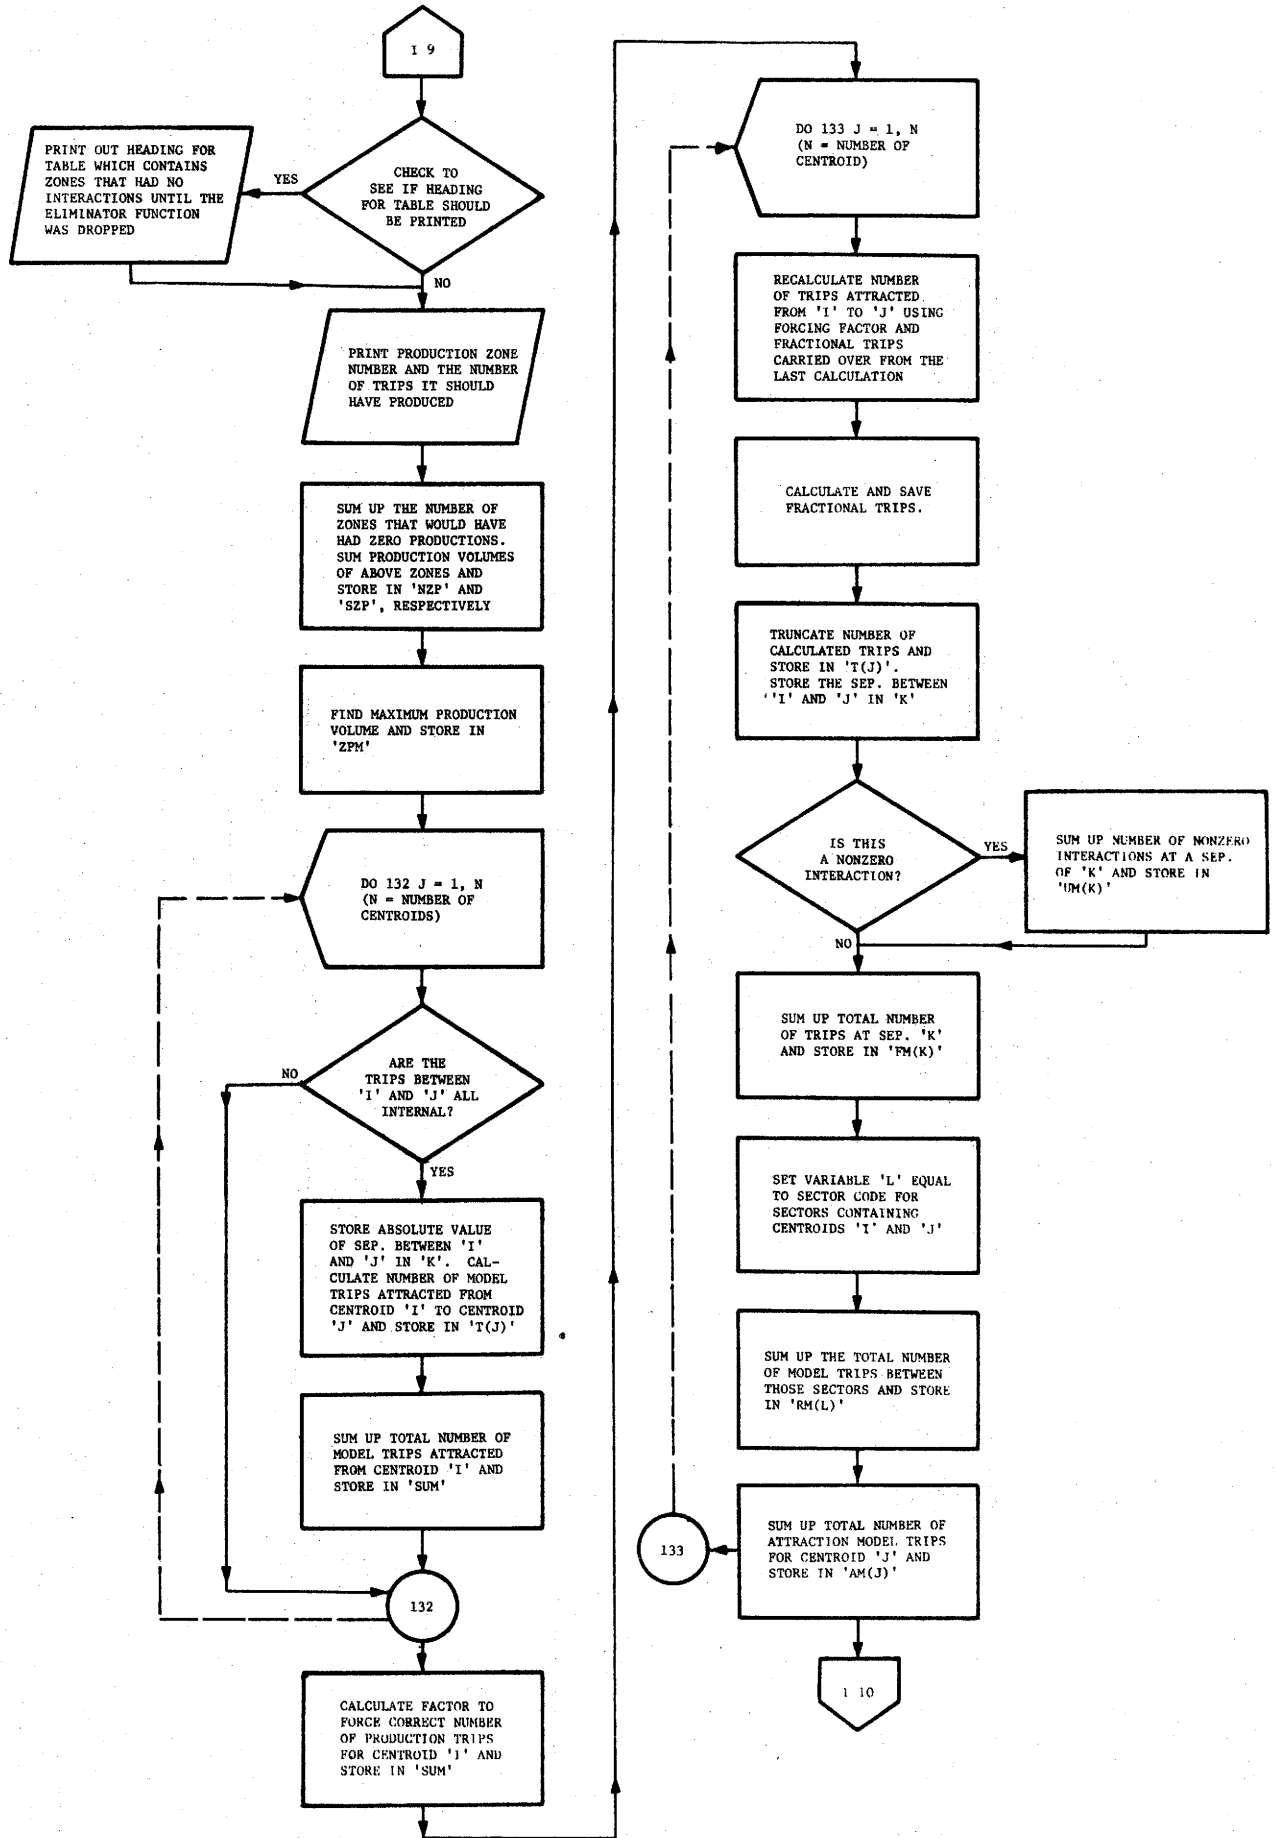 I 9
CHECK TO
SEE IF HEADING
FOR TABLE SHOULD
BE PRINTED
YES
PRINT OUT HEADING FOR
TABLE WHICH CONTAINS
ZONES THAT HAD NO
INTERACTIONS UNTIL THE
ELIMINATOR FUNCTION
WAS DROPPED
NO
PRINT PRODUCTION ZONE
NUMBER AND THE NUMBER
OF TRIPS IT SHOULD
HAVE PRODUCED
SUM UP THE NUMBER OF
ZONES THAT WOULD HAVE
HAD ZERO PRODUCTIONS.
SUM PRODUCTION VOLUMES
OF ABOVE ZONES AND
STORE IN 'NZP' AND
'SZP', RESPECTIVELY
FIND MAXIMUM PRODUCTION
VOLUME AND STORE IN
'ZPM'
DO 132 J = 1, N
(N = NUMBER OF
CENTROIDS)
ARE THE
TRIPS BETWEEN
'I' AND 'J' ALL
INTERNAL?
NO
YES
STORE ABSOLUTE VALUE
OF SEP. BETWEEN 'I'
AND 'J' IN 'K'. CAL-
CULATE NUMBER OF MODEL
TRIPS ATTRACTED FROM
CENTROID 'I' TO CENTROID
'J' AND STORE IN 'T(J)'
SUM UP TOTAL NUMBER OF
MODEL TRIPS ATTRACTED
FROM CENTROID 'I' AND
STORE IN 'SUM'
132
CALCULATE FACTOR TO
FORCE CORRECT NUMBER
OF PRODUCTION TRIPS
FOR CENTROID 'I' AND
STORE IN 'SUM'
DO 133 J = 1, N
(N = NUMBER OF
CENTROID)
RECALCULATE NUMBER
OF TRIPS ATTRACTED
FROM 'I' TO 'J' USING
FORCING FACTOR AND
FRACTIONAL TRIPS
CARRIED OVER FROM THE
LAST CALCULATION
CALCULATE AND SAVE
FRACTIONAL TRIPS.
TRUNCATE NUMBER OF
CALCULATED TRIPS AND
STORE IN 'T(J)'.
STORE THE SEP. BETWEEN
'I' AND 'J' IN 'K'
IS THIS
A NONZERO
INTERACTION?
YES
SUM UP NUMBER OF NONZERO
INTERACTIONS AT A SEP.
OF 'K' AND STORE IN
'UM(K)'
NO
SUM UP TOTAL NUMBER
OF TRIPS AT SEP. 'K'
AND STORE IN 'FM(K)'
SET VARIABLE 'L' EQUAL
TO SECTOR CODE FOR
SECTORS CONTAINING
CENTROIDS 'I' AND 'J'
SUM UP THE TOTAL NUMBER
OF MODEL TRIPS BETWEEN
THOSE SECTORS AND STORE
IN 'RM(L)'
SUM UP TOTAL NUMBER OF
ATTRACTION MODEL TRIPS
FOR CENTROID 'J' AND
STORE IN 'AM(J)'
133
I 10